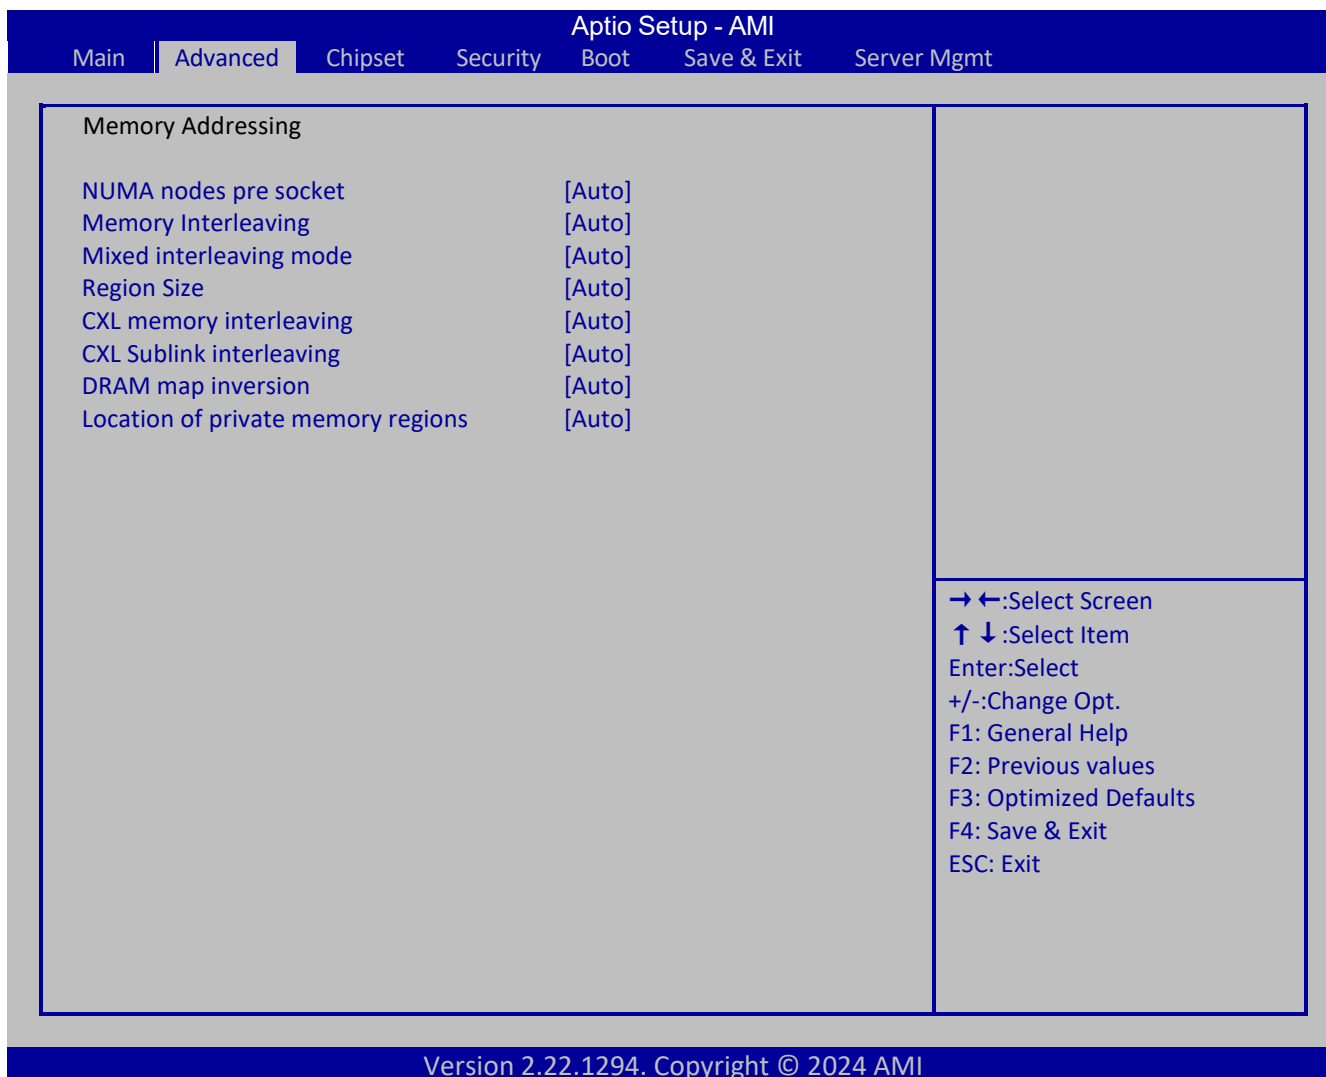 Aptio Setup - AMI
Main Advanced Chipset Security Boot Save & Exit Server Mgmt
Memory Addressing
NUMA nodes pre socket [Auto]
Memory Interleaving [Auto]
Mixed interleaving mode [Auto]
Region Size [Auto]
CXL memory interleaving [Auto]
CXL Sublink interleaving [Auto]
DRAM map inversion [Auto]
Location of private memory regions [Auto]
→ ←:Select Screen
↑ ↓ :Select Item
Enter:Select
+/-:Change Opt.
F1: General Help
F2: Previous values
F3: Optimized Defaults
F4: Save & Exit
ESC: Exit
Version 2.22.1294. Copyright © 2024 AMI